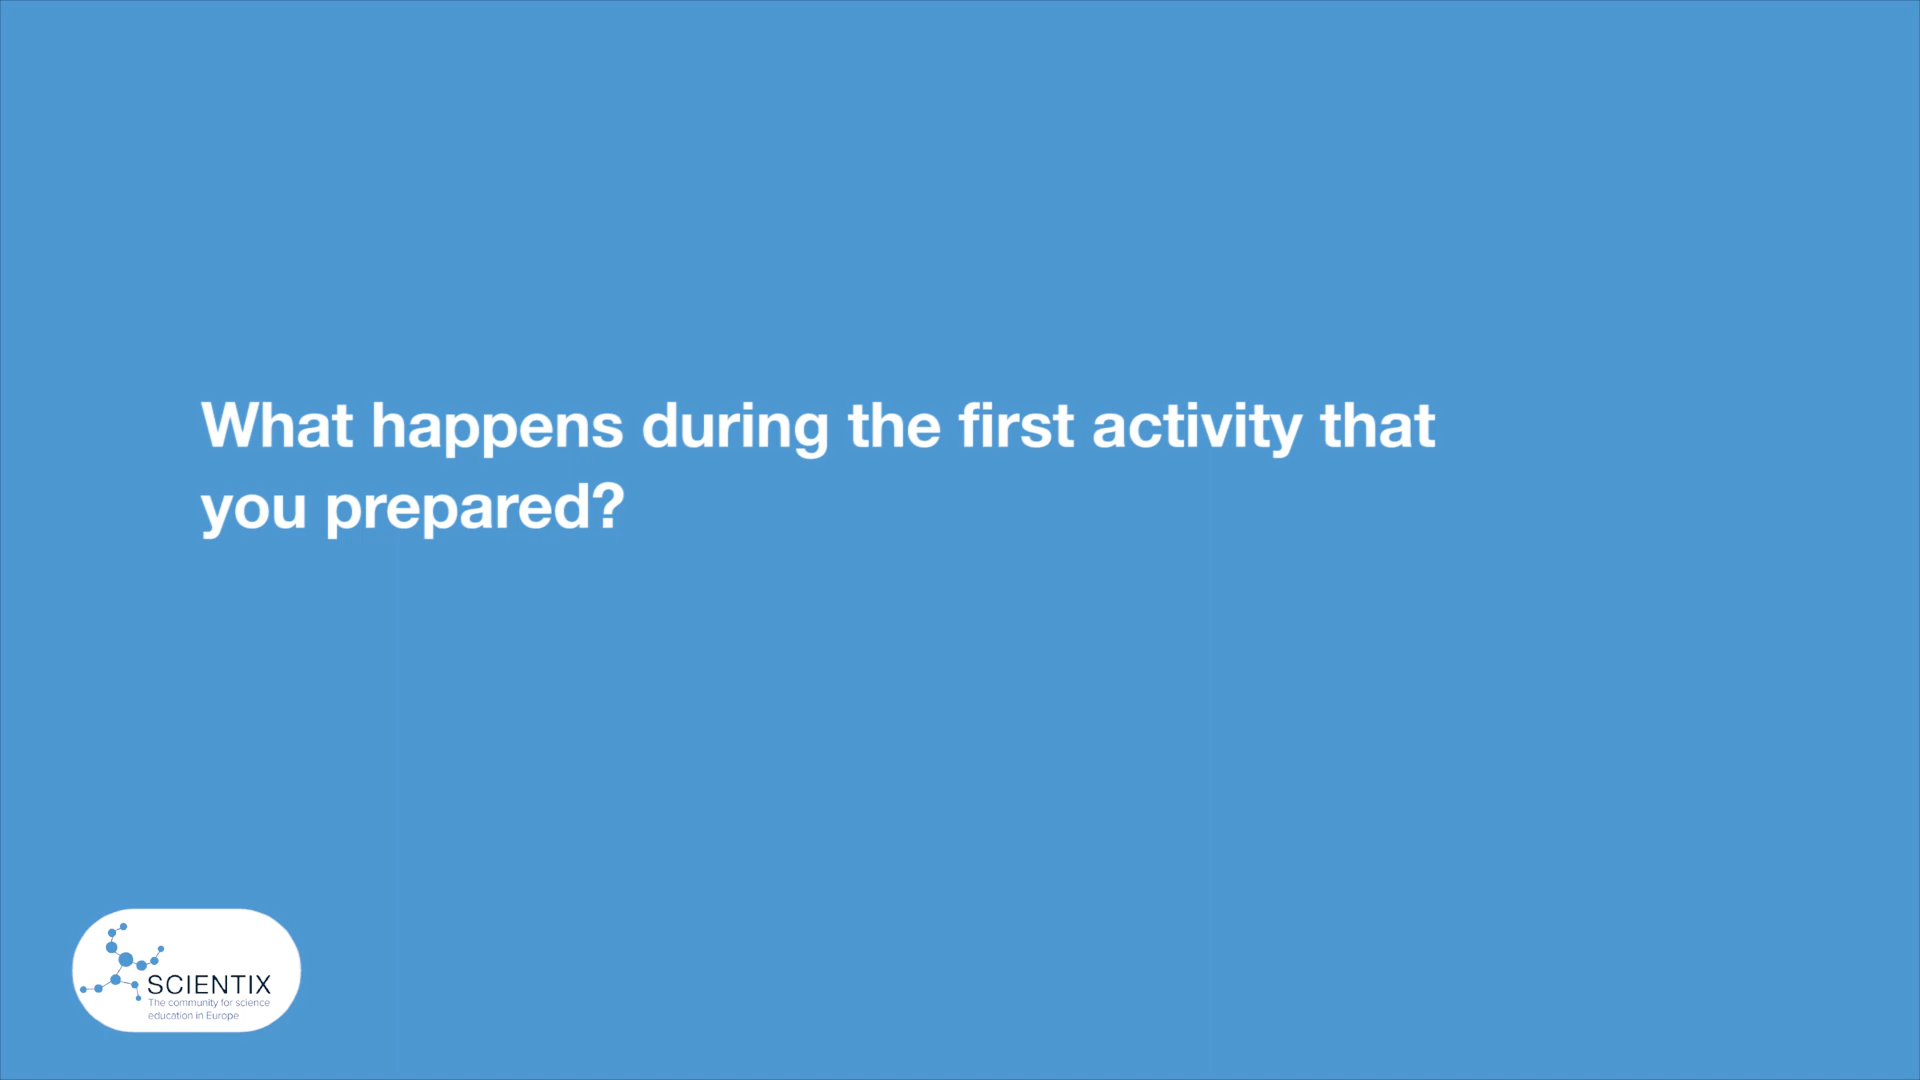 What happens during the first activity that
you prepared?
SCIENTIX
The community for science
education in Europe